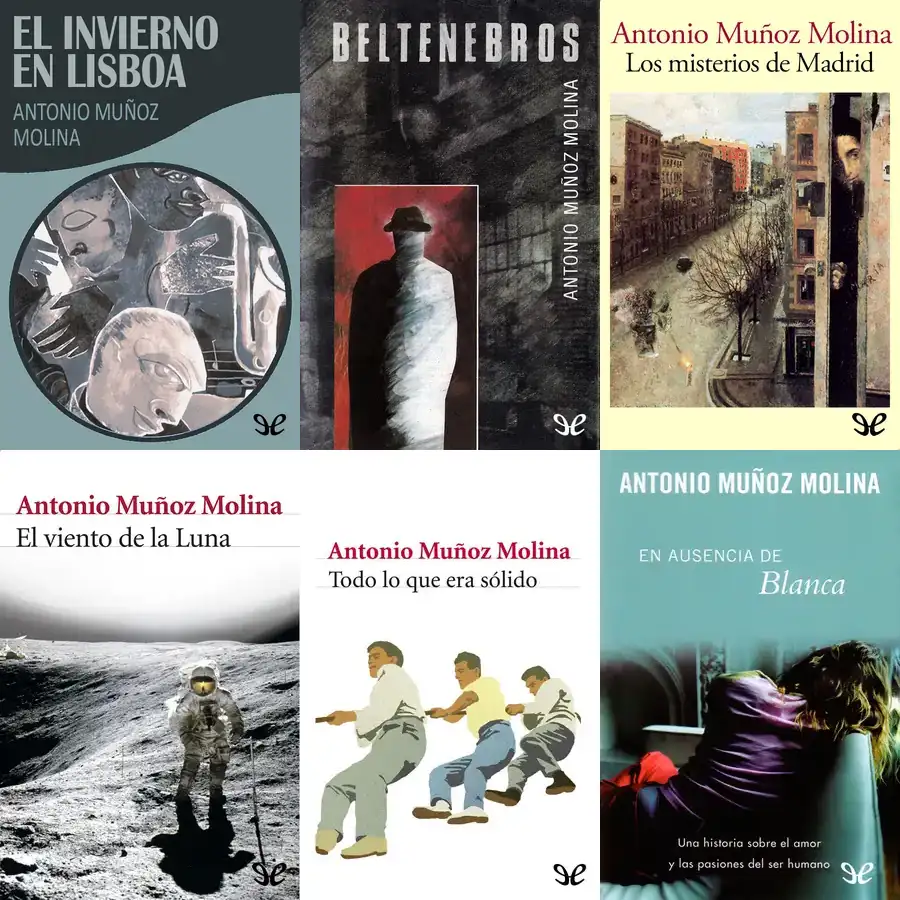 EL INVIERNO
EN LISBOA
ANTONIO MUÑOZ
MOLINA
BELTENEBROS
ANTONIO MUÑOZ MOLINA
Antonio Muñoz Molina
Los misterios de Madrid
Antonio Muñoz Molina
El viento de la Luna
Antonio Muñoz Molina
Todo lo que era sólido
ANTONIO MUÑOZ MOLINA
EN AUSENCIA DE
Blanca
Una historia sobre el amor
y las pasiones del ser humano